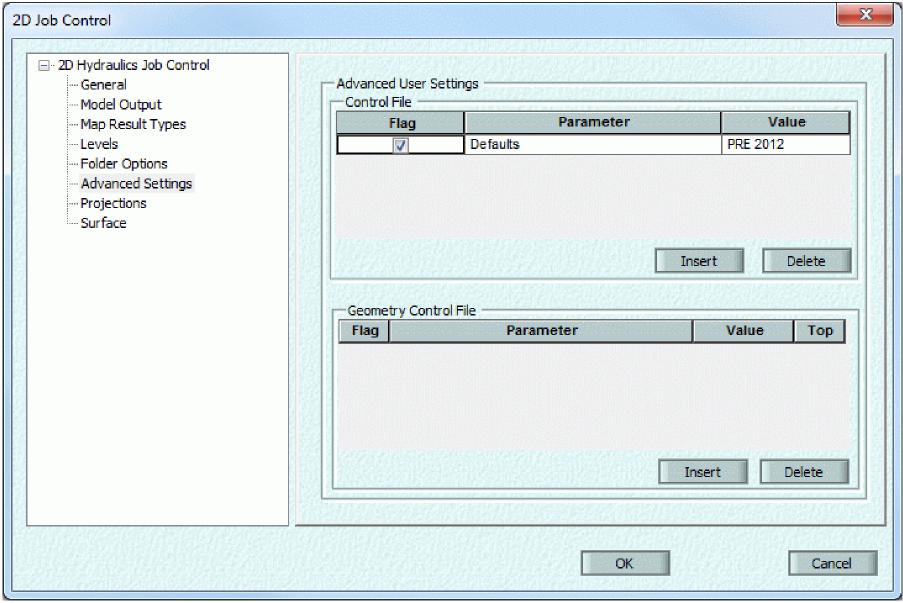 2D Job Control
2D Hydraulics Job Control
General
Model Output
Map Result Types
Levels
Folder Options
Advanced Settings
Projections
Surface
Advanced User Settings
Control File
Flag Parameter Value
Defaults PRE 2012
Insert Delete
Geometry Control File
Flag Parameter Value Top
Insert Delete
OK Cancel